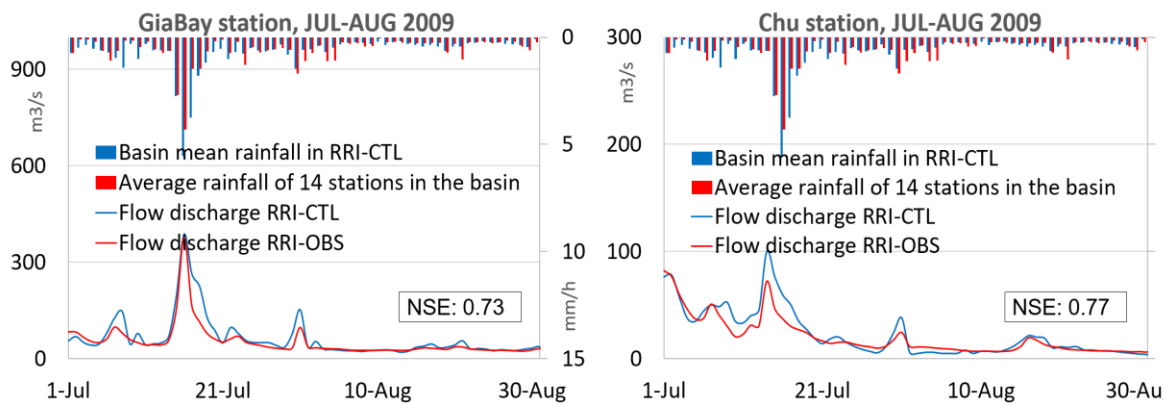 GiaBay station, JUL-AUG 2009
0
900
m3/s
Basin mean rainfall in RRI-CTL
5
600
Average rainfall of 14 stations in the basin
Flow discharge RRI-CTL
Flow discharge RRI-OBS
10
300
NSE: 0.73
mm/h
0
15
1-Jul 21-Jul 10-Aug 30-Aug
Chu station, JUL-AUG 2009
300
m3/s
200
Basin mean rainfall in RRI-CTL
Average rainfall of 14 stations in the basin
Flow discharge RRI-CTL
100
Flow discharge RRI-OBS
NSE: 0.77
0
1-Jul 21-Jul 10-Aug 30-Au